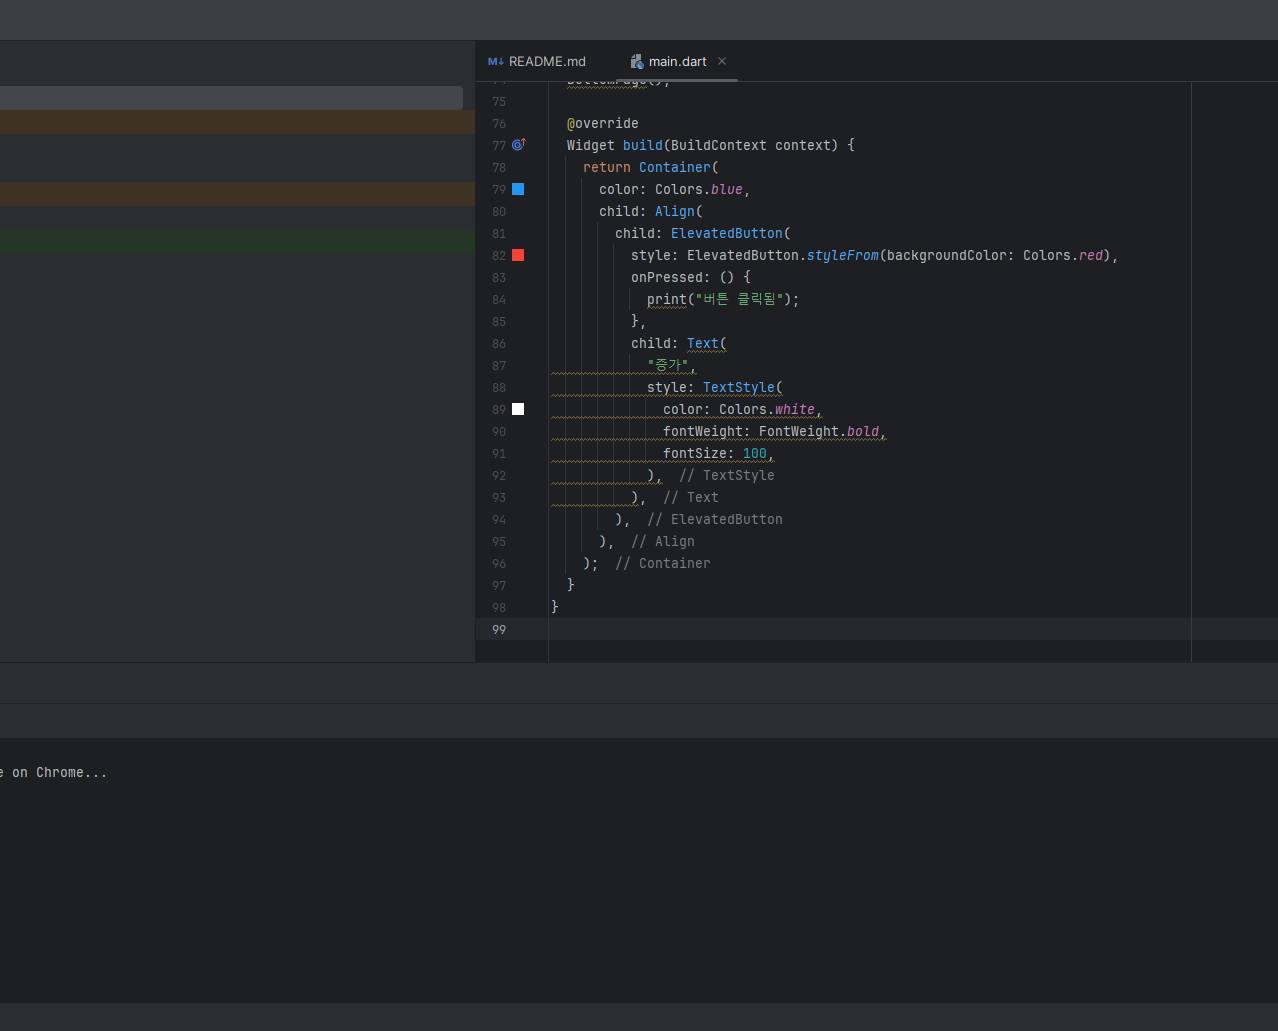 M↓ README.md
main.dart ×
75
76 @override
77 Widget build(BuildContext context) {
78 return Container(
79 color: Colors.blue,
80 child: Align(
81 child: ElevatedButton(
82 style: ElevatedButton.styleFrom(backgroundColor: Colors.red),
83 onPressed: () {
84 print("버튼 클릭됨");
85 },
86 child: Text(
87 "증가",
88 style: TextStyle(
89 color: Colors.white,
90 fontWeight: FontWeight.bold,
91 fontSize: 100,
92 ), // TextStyle
93 ), // Text
94 ), // ElevatedButton
95 ), // Align
96 ); // Container
97 }
98 }
99
e on Chrome...